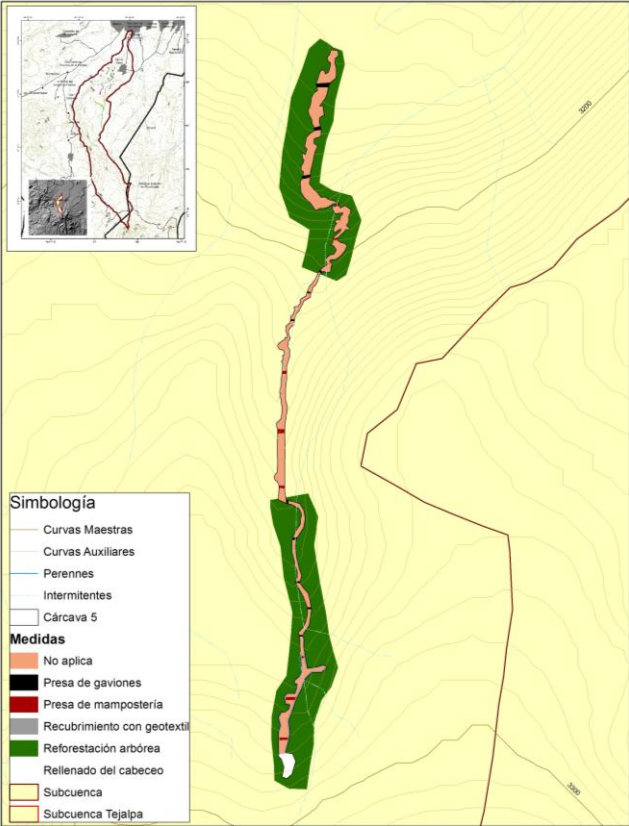 3200
Simbología
Curvas Maestras
Curvas Auxiliares
Perennes
Intermitentes
Cárcava 5
Medidas
No aplica
Presa de gaviones
Presa de mampostería
Recubrimiento con geotextil
Reforestación arbórea
Rellenado del cabeceo
Subcuenca
Subcuenca Tejalpa
3300